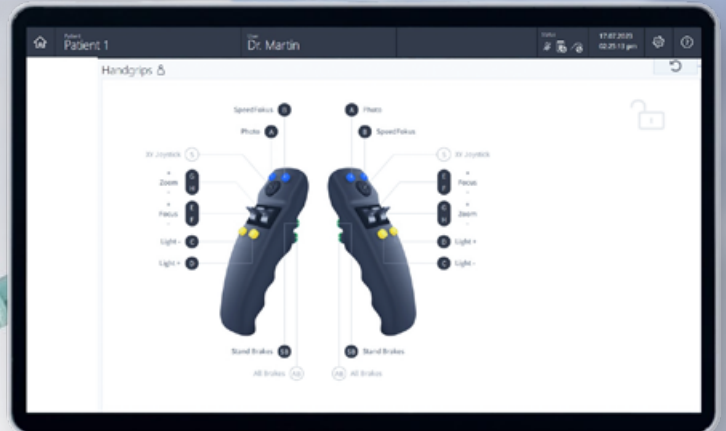 Patient
Patient 1
User
Dr. Martin
Status
17.07.2025
02:25:13 pm
Handgrips
SpeedFokus B
Photo A
XY Joystick S
+
Zoom G
- H
+
Focus E
- F
Light - C
Light + D
Stand Brakes SB
All Brakes AB
A Photo
B SpeedFokus
S XY Joystick
+
E Focus
F -
+
G Zoom
H -
D Light +
C Light -
SB Stand Brakes
AB All Brakes